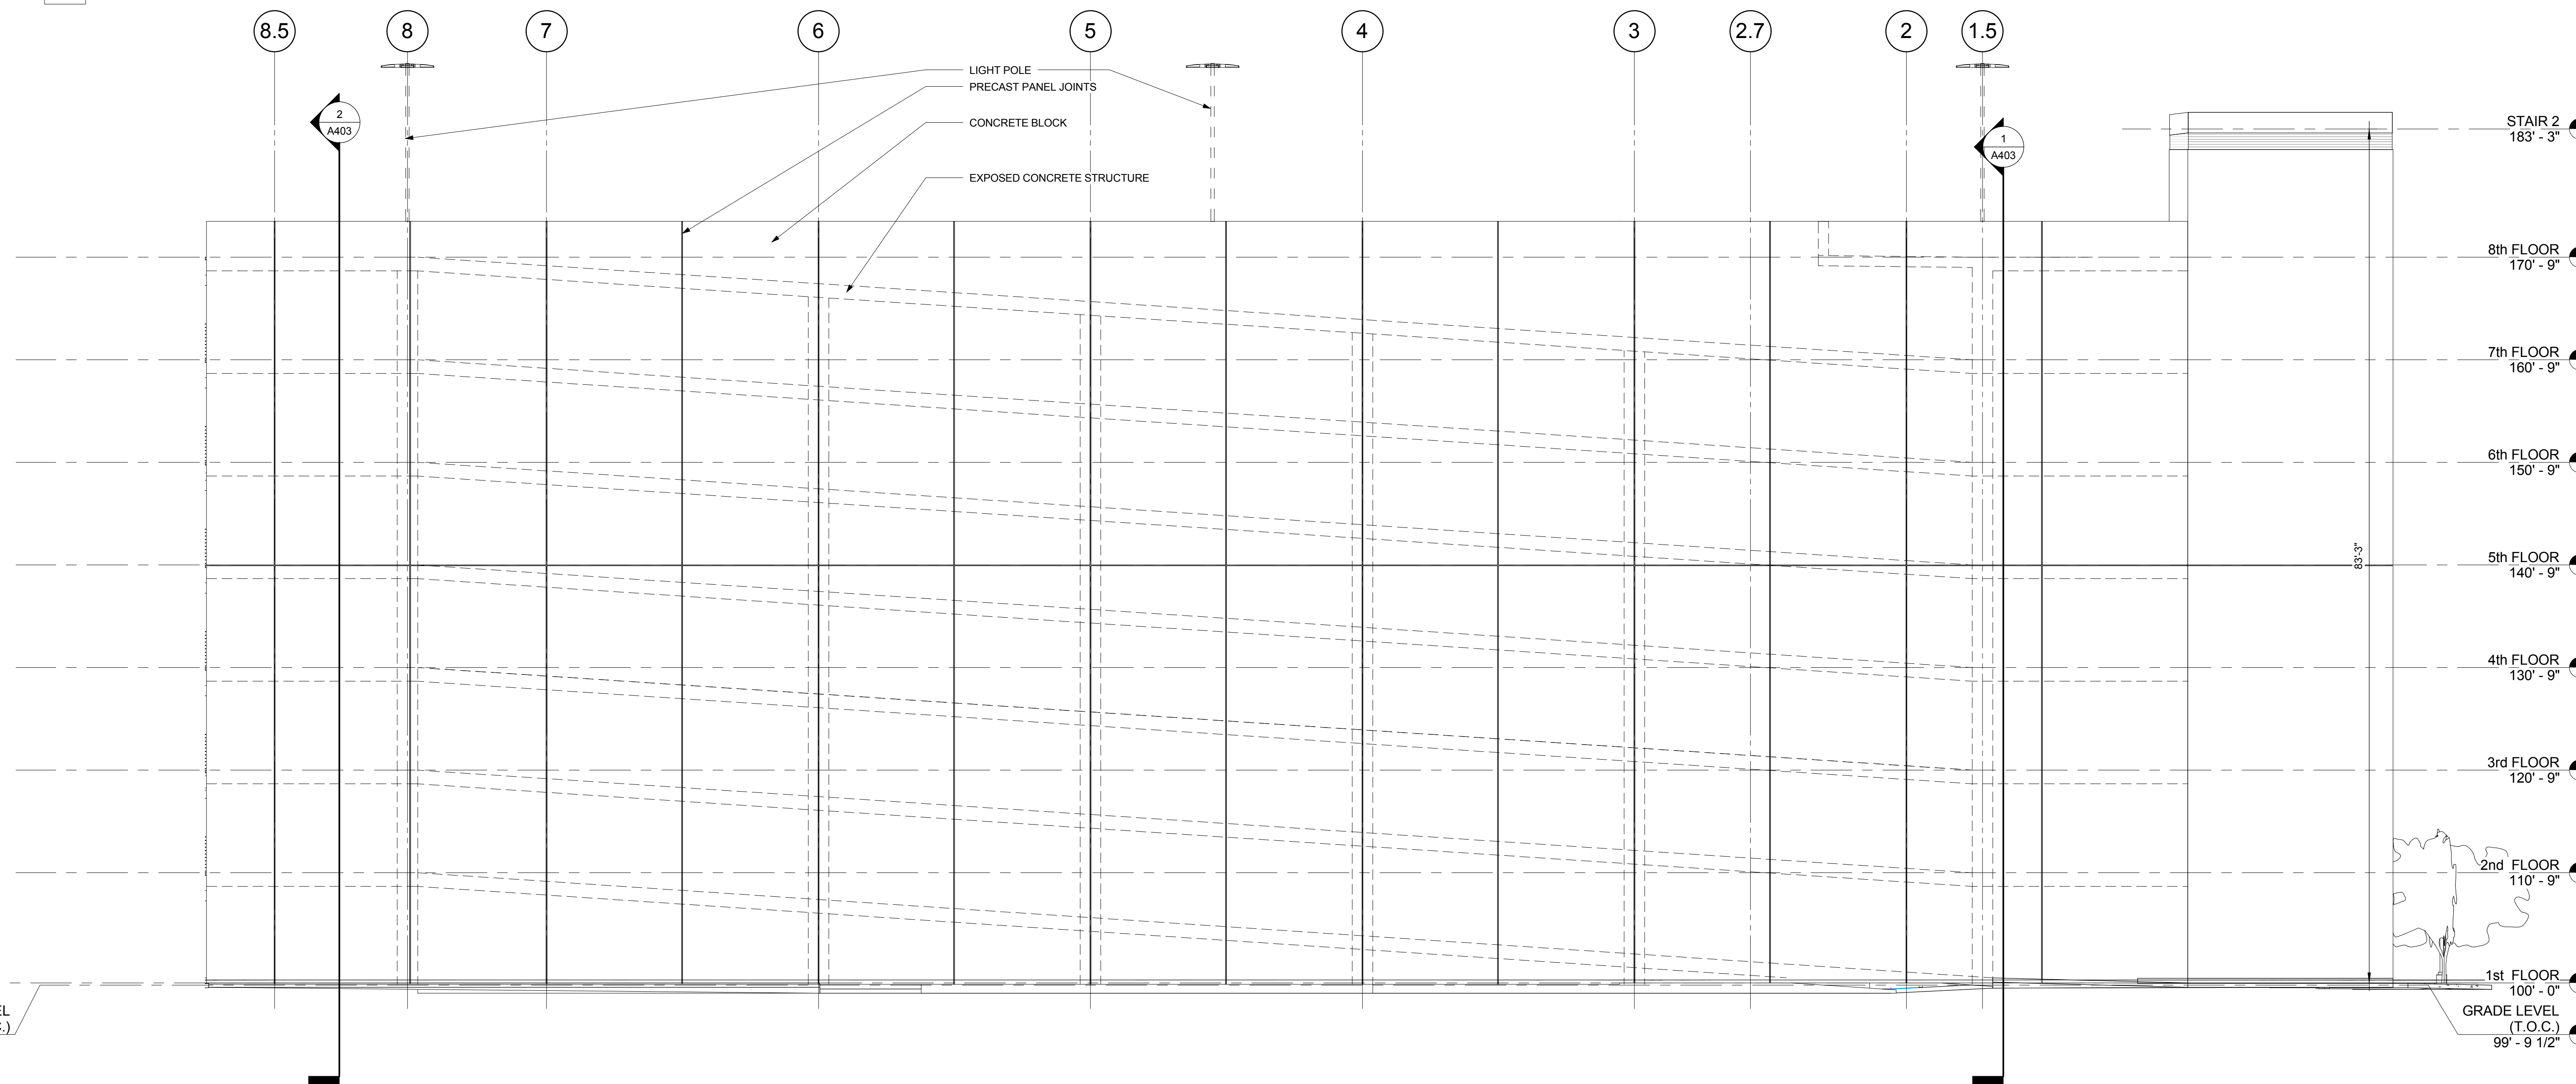 8.5
8
7
6
5
4
3
2.7
2
1.5
LIGHT POLE
PRECAST PANEL JOINTS
CONCRETE BLOCK
EXPOSED CONCRETE STRUCTURE
2
A403
1
A403
STAIR 2
183' - 3"
8th FLOOR
170' - 9"
7th FLOOR
160' - 9"
6th FLOOR
150' - 9"
83'-3"
5th FLOOR
140' - 9"
4th FLOOR
130' - 9"
3rd FLOOR
120' - 9"
2nd FLOOR
110' - 9"
1st FLOOR
100' - 0"
GRADE LEVEL
(T.O.C.)
99' - 9 1/2"